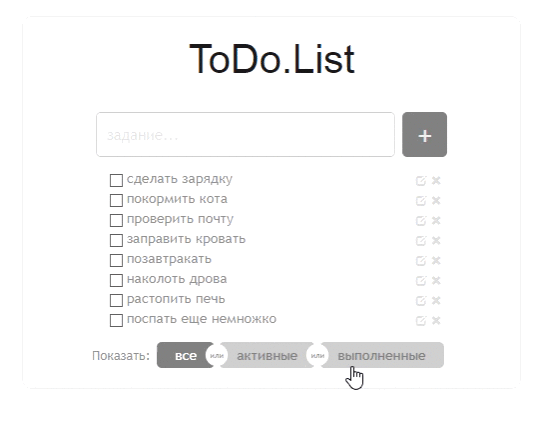 ToDo.List
задание...
+
сделать зарядку
покормить кота
проверить почту
заправить кровать
позавтракать
наколоть дрова
растопить печь
поспать еще немножко
Показать: все или активные или выполненные